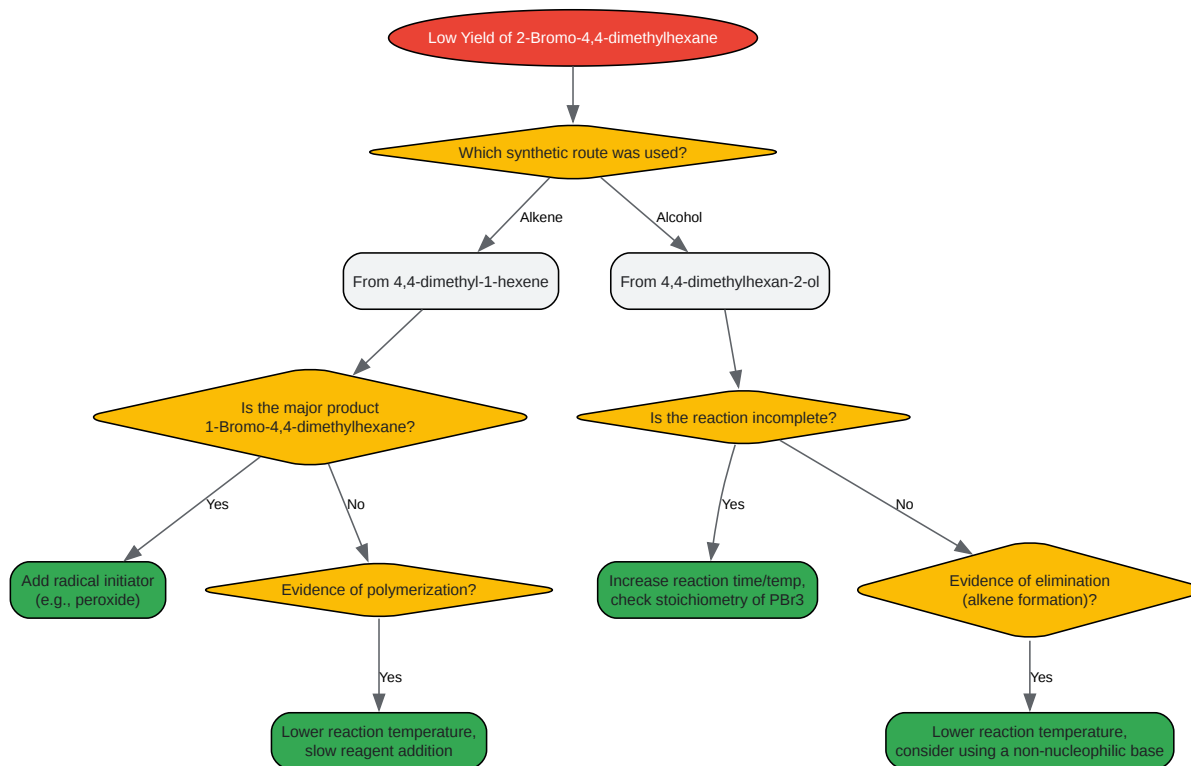 Low Yield of 2-Bromo-4,4-dimethylhexane
Which synthetic route was used?
Alkene
Alcohol
From 4,4-dimethyl-1-hexene
From 4,4-dimethylhexan-2-ol
Is the major product
1-Bromo-4,4-dimethylhexane?
Is the reaction incomplete?
Yes
No
Yes
No
Add radical initiator
(e.g., peroxide)
Evidence of polymerization?
Increase reaction time/temp,
check stoichiometry of PBr3
Evidence of elimination
(alkene formation)?
Yes
Yes
Lower reaction temperature,
slow reagent addition
Lower reaction temperature,
consider using a non-nucleophilic base